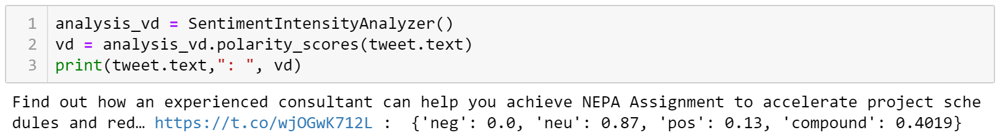 1 analysis_vd = SentimentIntensityAnalyzer()
2 vd = analysis_vd.polarity_scores(tweet.text)
3 print(tweet.text,": ", vd)
Find out how an experienced consultant can help you achieve NEPA Assignment to accelerate project sche
dules and red… https://t.co/wjOGwK712L :  {'neg': 0.0, 'neu': 0.87, 'pos': 0.13, 'compound': 0.4019}